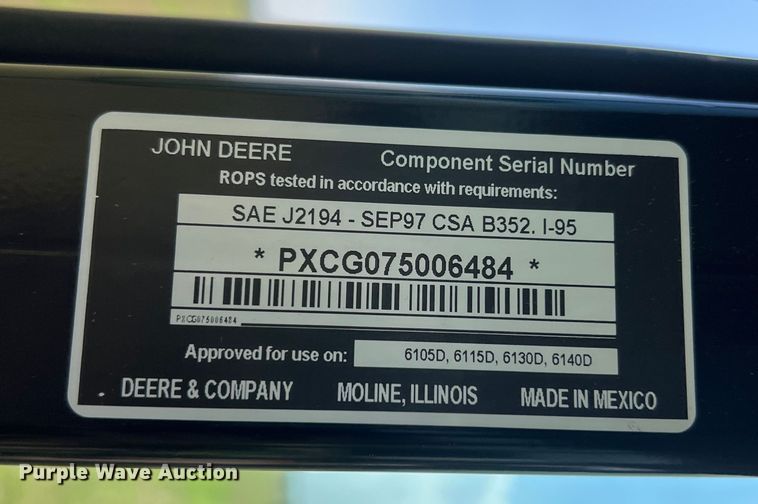 JOHN DEERE Component Serial Number
ROPS tested in accordance with requirements:
SAE J2194 - SEP97 CSA B352. I-95
* PXCG075006484 *
PXCG075006484
Approved for use on: 6105D, 6115D, 6130D, 6140D
DEERE & COMPANY MOLINE, ILLINOIS MADE IN MEXICO
Purple Wave Auction